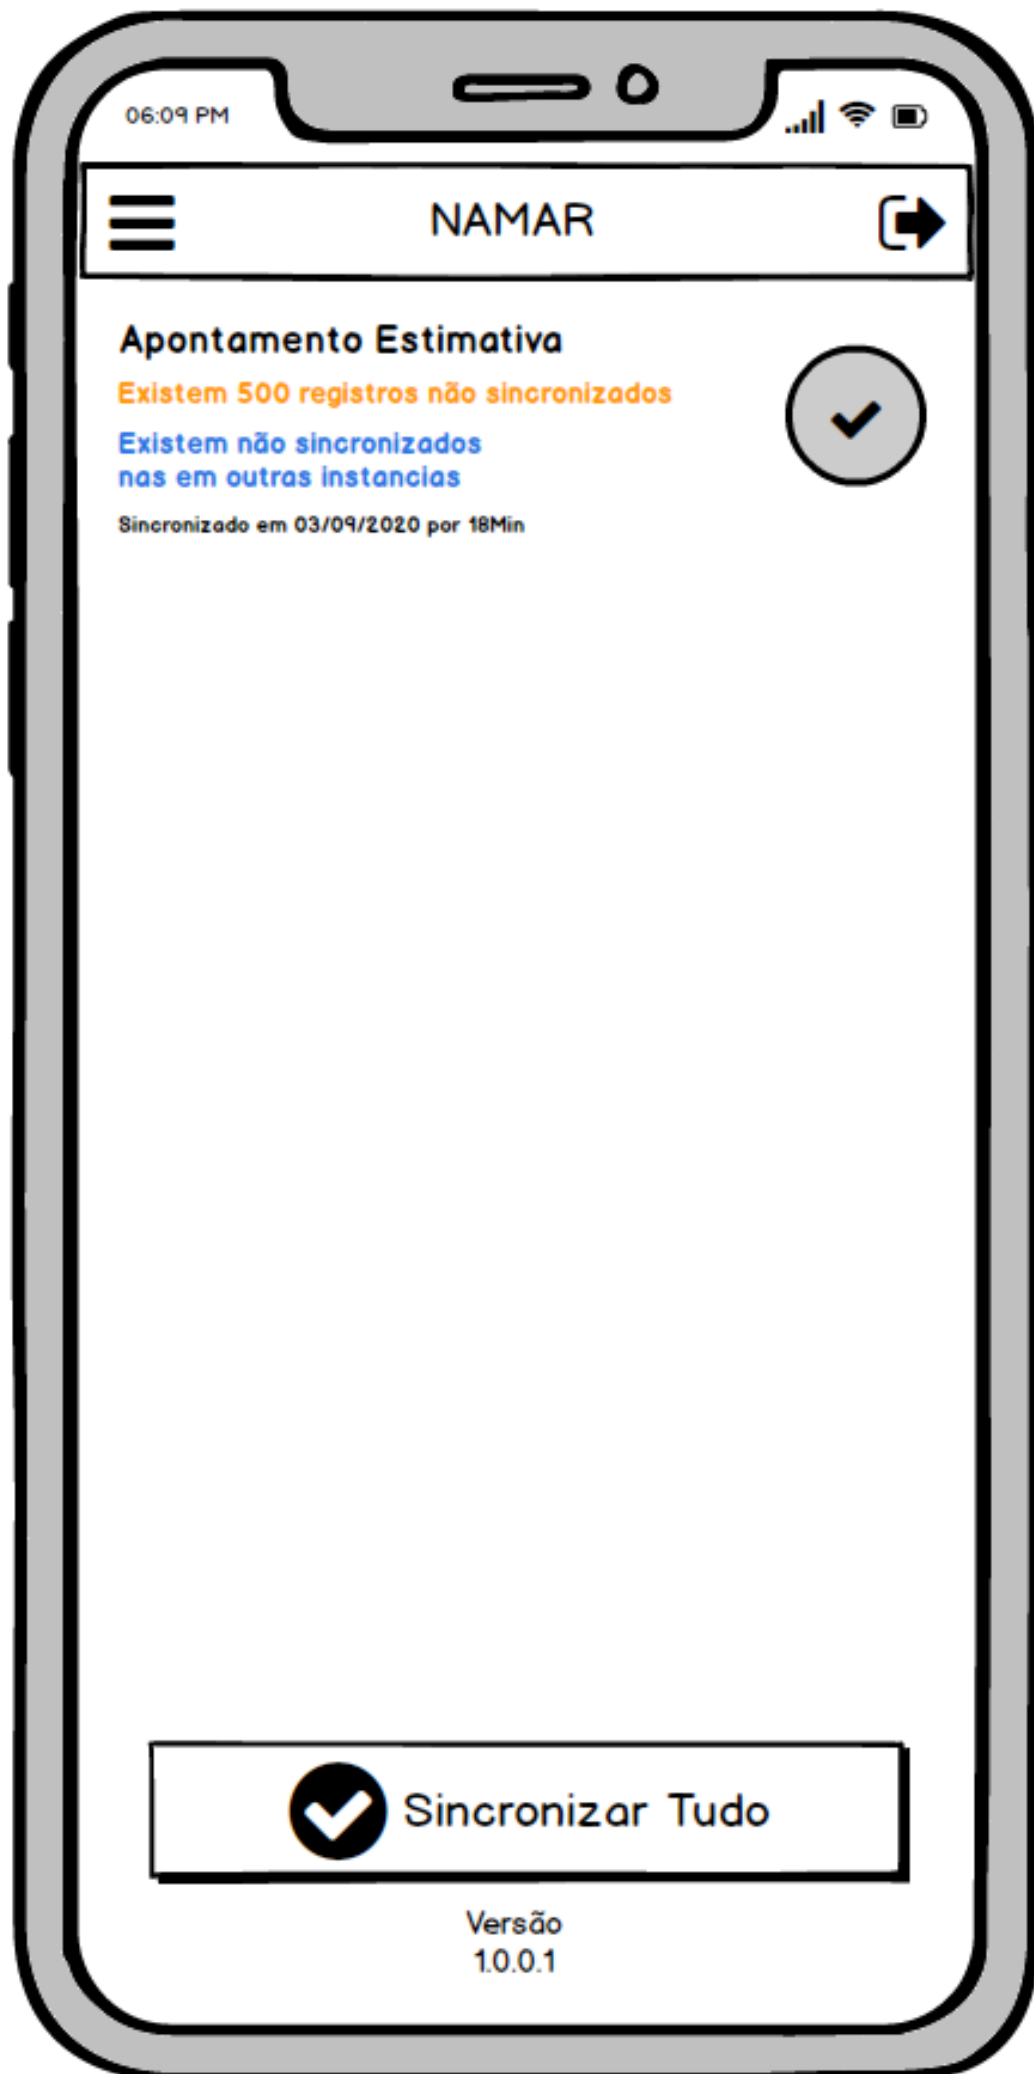 06:09 PM
NAMAR
Apontamento Estimativa
Existem 500 registros não sincronizados
Existem não sincronizados
nas em outras instancias
Sincronizado em 03/09/2020 por 18Min
Sincronizar Tudo
Versão
1.0.0.1